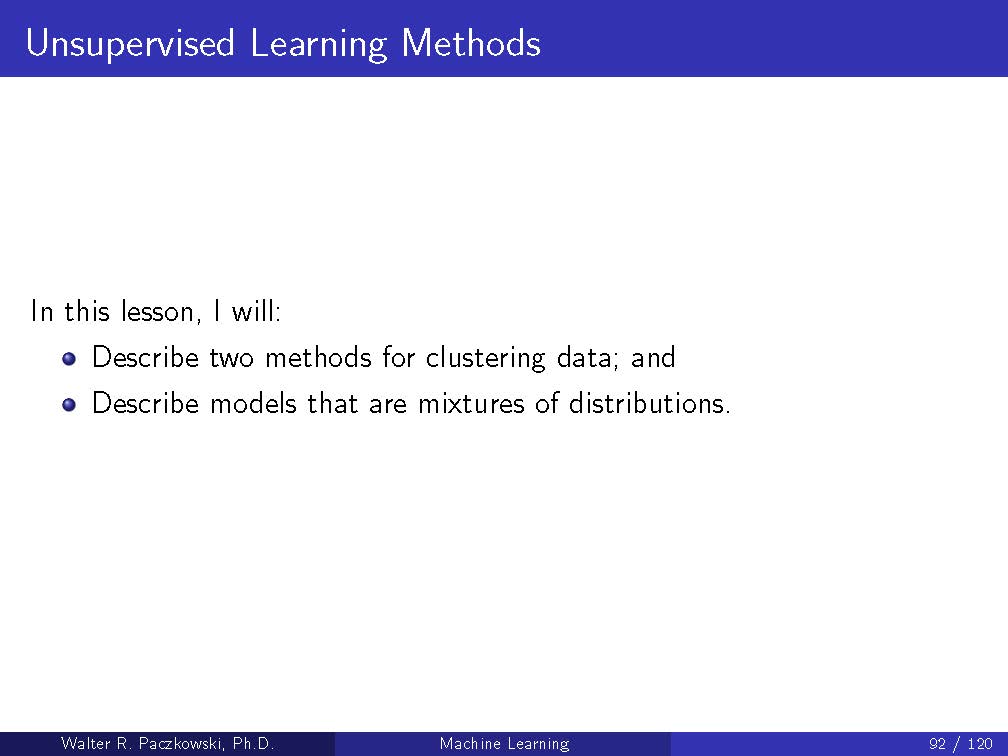 Unsupervised Learning Methods
In this lesson, I will:
Describe two methods for clustering data; and
Describe models that are mixtures of distributions.
Walter R. Paczkowski, Ph.D.
Machine Learning
92 / 120